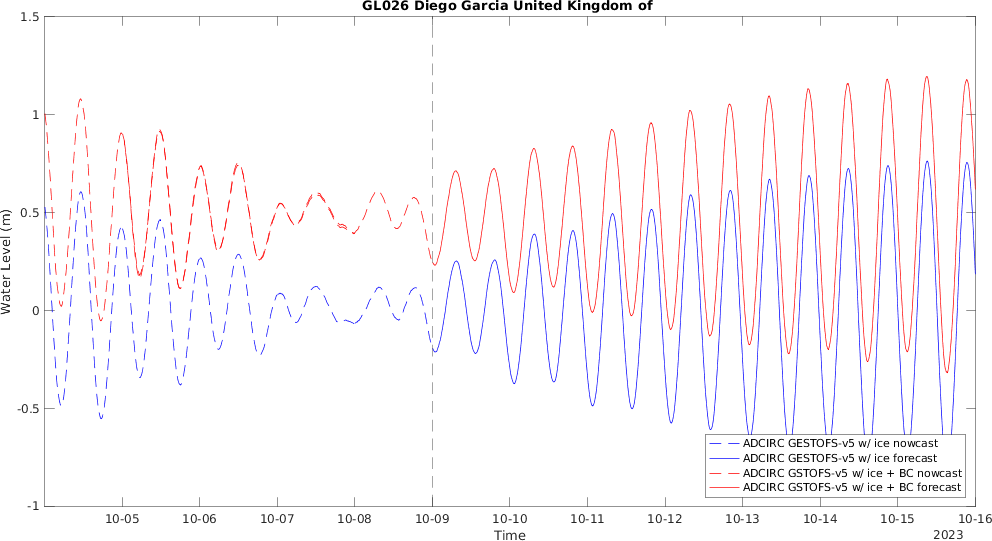 GL026 Diego Garcia United Kingdom of
1.5
1
0.5
0
-0.5
-1
Water Level (m)
10-05
10-06
10-07
10-08
10-09
10-10
10-11
10-12
10-13
10-14
10-15
10-16
Time
2023
ADCIRC GESTOFS-v5 w/ ice nowcast
ADCIRC GESTOFS-v5 w/ ice forecast
ADCIRC GSTOFS-v5 w/ ice + BC nowcast
ADCIRC GSTOFS-v5 w/ ice + BC forecast